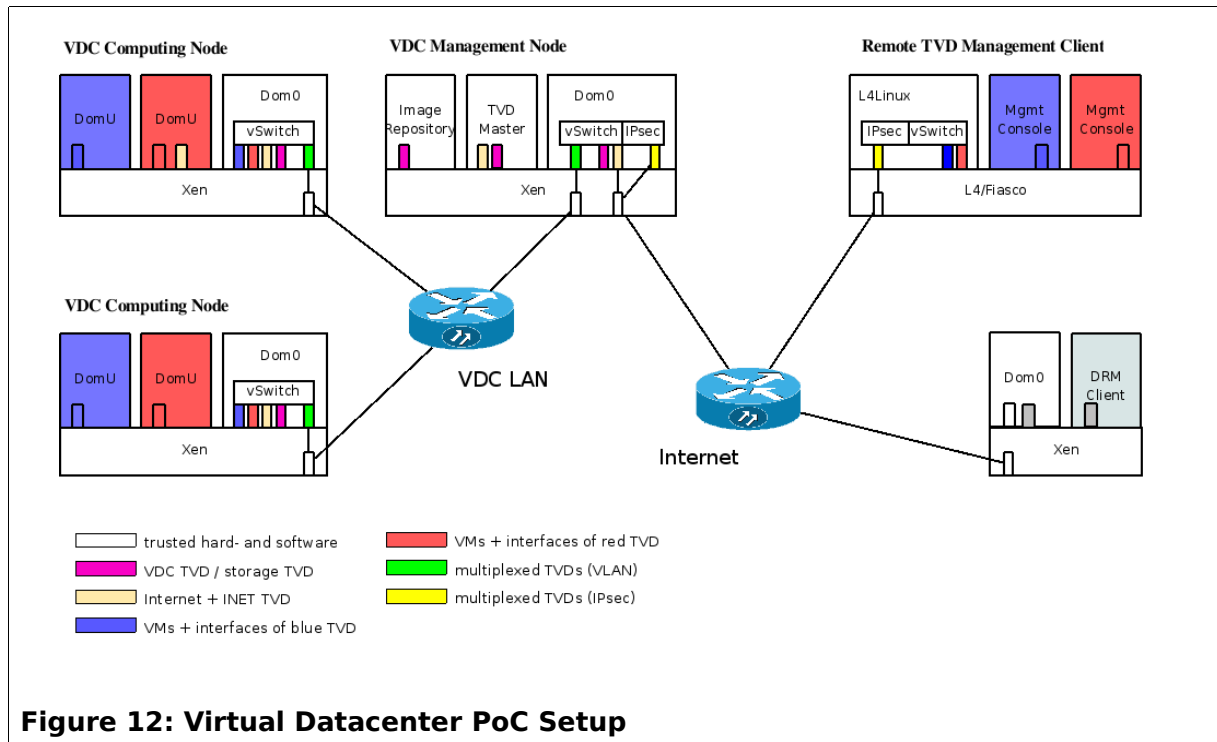 VDC Computing Node
DomU
DomU
Dom0
vSwitch
Xen
VDC Management Node
Image
Repository
TVD
Master
Dom0
vSwitch
IPsec
Xen
Remote TVD Management Client
L4Linux
IPsec
vSwitch
Mgmt
Console
Mgmt
Console
L4/Fiasco
VDC Computing Node
DomU
DomU
Dom0
vSwitch
Xen
VDC LAN
Internet
Dom0
DRM
Client
Xen
trusted hard- and software
VDC TVD / storage TVD
Internet + INET TVD
VMs + interfaces of blue TVD
VMs + interfaces of red TVD
multiplexed TVDs (VLAN)
multiplexed TVDs (IPsec)
Figure 12: Virtual Datacenter PoC Setup